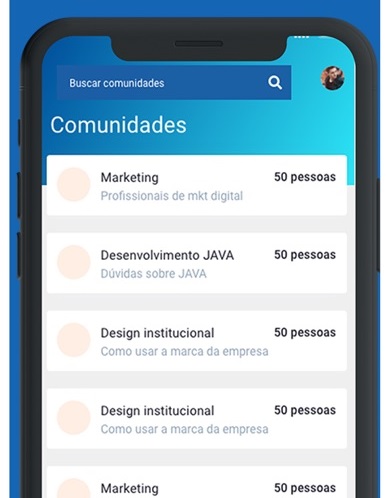 Buscar comunidades
Comunidades
Marketing 50 pessoas
Profissionais de mkt digital
Desenvolvimento JAVA 50 pessoas
Dúvidas sobre JAVA
Design institucional 50 pessoas
Como usar a marca da empresa
Design institucional 50 pessoas
Como usar a marca da empresa
Marketing 50 pessoas